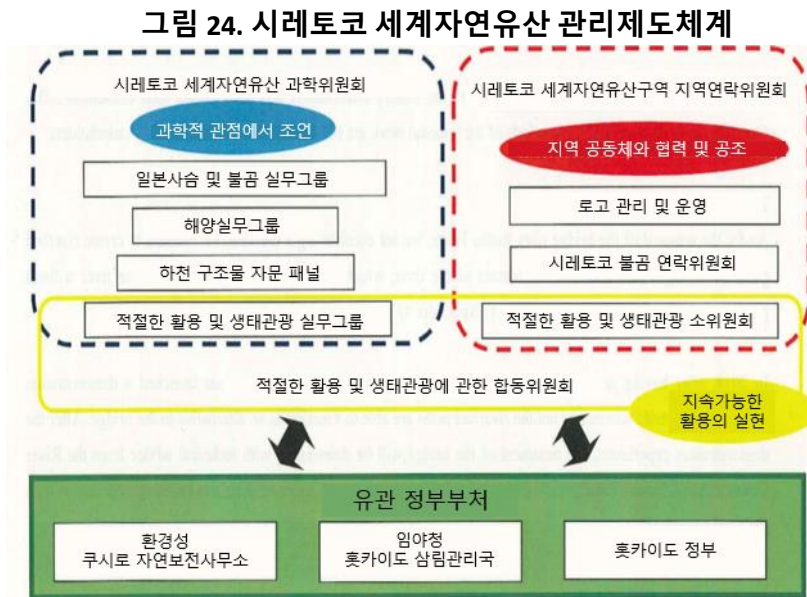 그림 24. 시레토코 세계자연유산 관리제도체계
시레토코 세계자연유산 과학위원회
과학적 관점에서 조언
일본사슴 및 불곰 실무그룹
해양실무그룹
하천 구조물 자문 패널
적절한 활용 및 생태관광 실무그룹
시레토코 세계자연유산구역 지역연락위원회
지역 공동체와 협력 및 공조
로고 관리 및 운영
시레토코 불곰 연락위원회
적절한 활용 및 생태관광 소위원회
적절한 활용 및 생태관광에 관한 합동위원회
지속가능한
활용의 실현
유관 정부부처
환경성
쿠시로 자연보전사무소
임야청
홋카이도 삼림관리국
홋카이도 정부